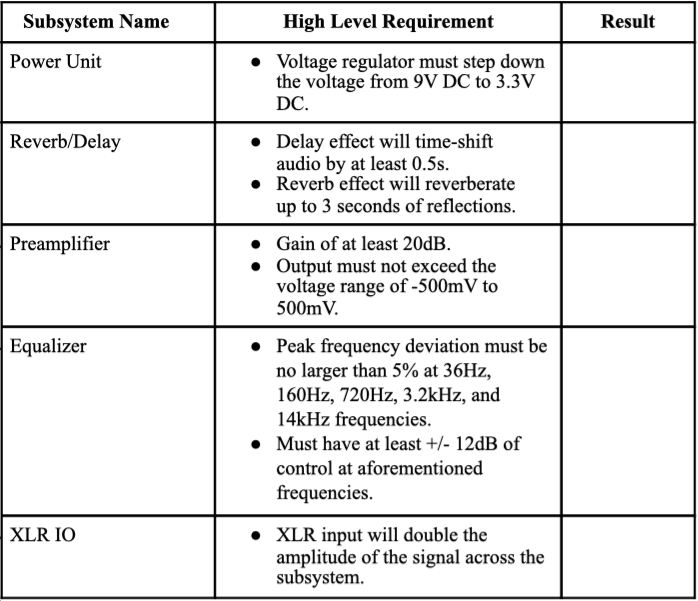 Subsystem Name High Level Requirement Result
Power Unit ● Voltage regulator must step down
the voltage from 9V DC to 3.3V
DC.
Reverb/Delay ● Delay effect will time-shift
audio by at least 0.5s.
● Reverb effect will reverberate
up to 3 seconds of reflections.
Preamplifier ● Gain of at least 20dB.
● Output must not exceed the
voltage range of -500mV to
500mV.
Equalizer ● Peak frequency deviation must be
no larger than 5% at 36Hz,
160Hz, 720Hz, 3.2kHz, and
14kHz frequencies.
● Must have at least +/- 12dB of
control at aforementioned
frequencies.
XLR IO ● XLR input will double the
amplitude of the signal across the
subsystem.